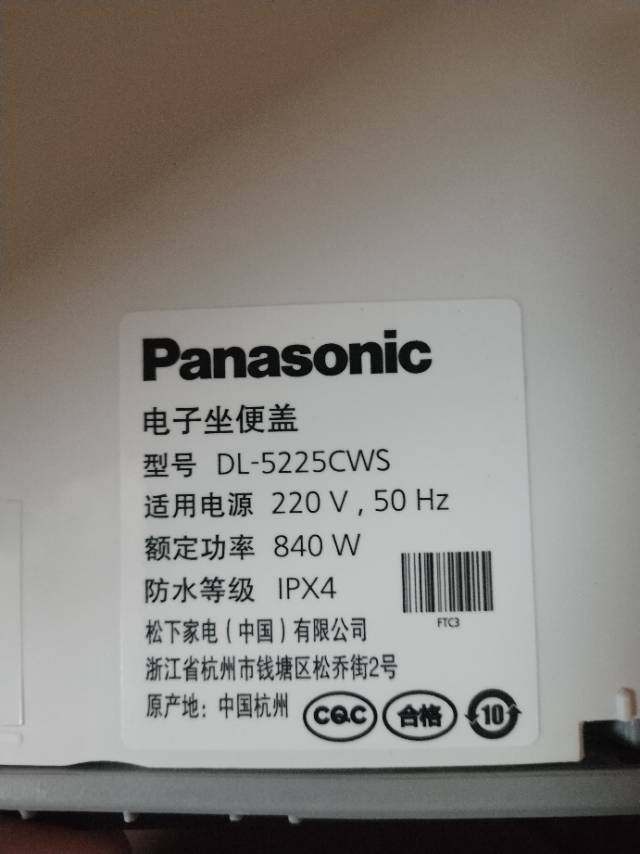 Panasonic
电子坐便盖
型号 DL-5225CWS
适用电源 220 V , 50 Hz
额定功率 840 W
防水等级 IPX4
FTC3
松下家电（中国）有限公司
浙江省杭州市钱塘区松乔街2号
原产地：中国杭州
CQC 合格 10